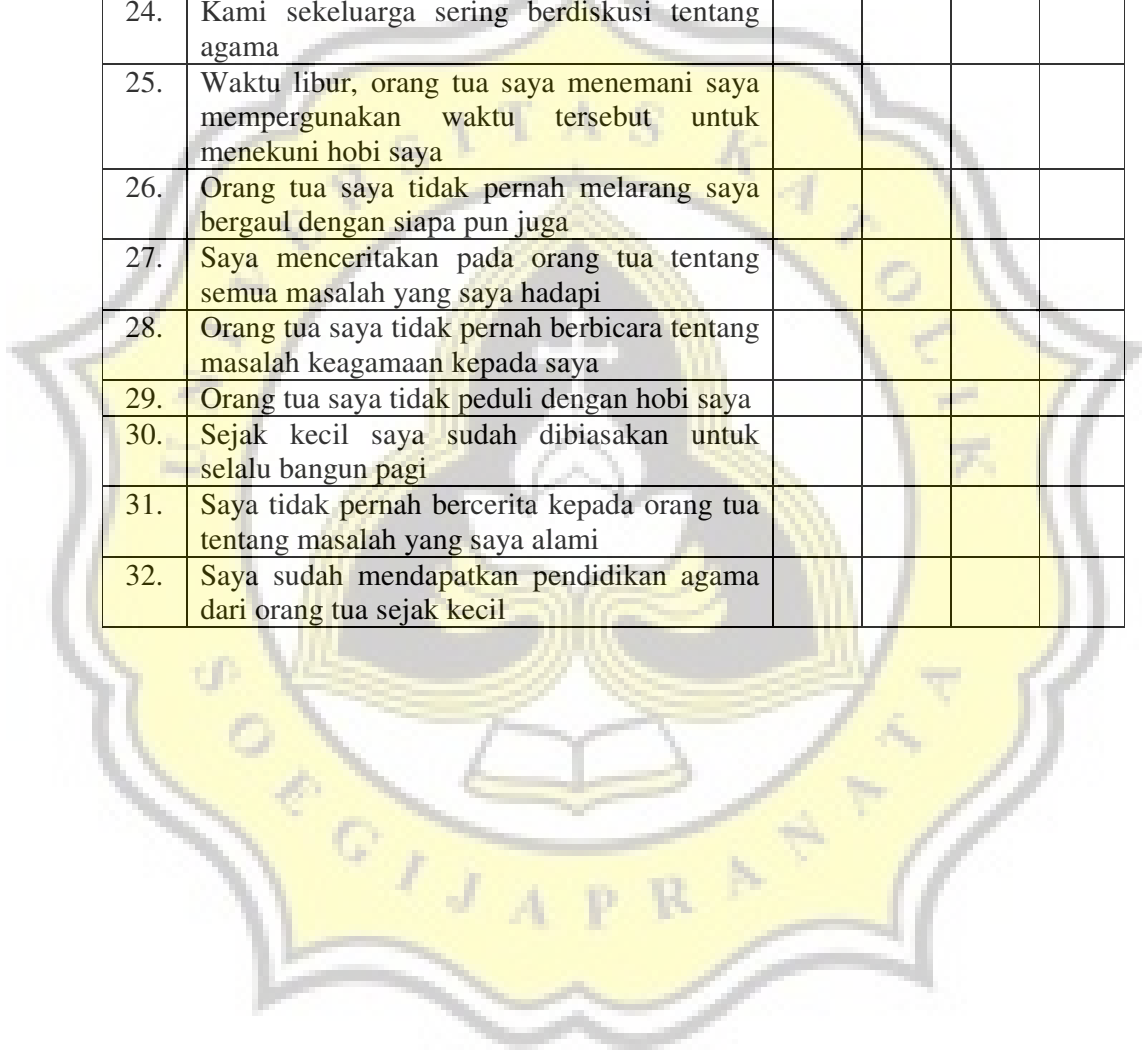 24. Kami sekeluarga sering berdiskusi tentang
agama
25. Waktu libur, orang tua saya menemani saya
mempergunakan waktu tersebut untuk
menekuni hobi saya
26. Orang tua saya tidak pernah melarang saya
bergaul dengan siapa pun juga
27. Saya menceritakan pada orang tua tentang
semua masalah yang saya hadapi
28. Orang tua saya tidak pernah berbicara tentang
masalah keagamaan kepada saya
29. Orang tua saya tidak peduli dengan hobi saya
30. Sejak kecil saya sudah dibiasakan untuk
selalu bangun pagi
31. Saya tidak pernah bercerita kepada orang tua
tentang masalah yang saya alami
32. Saya sudah mendapatkan pendidikan agama
dari orang tua sejak kecil
UNIVERSITAS KATOLIK
SOEGIJAPRANATA